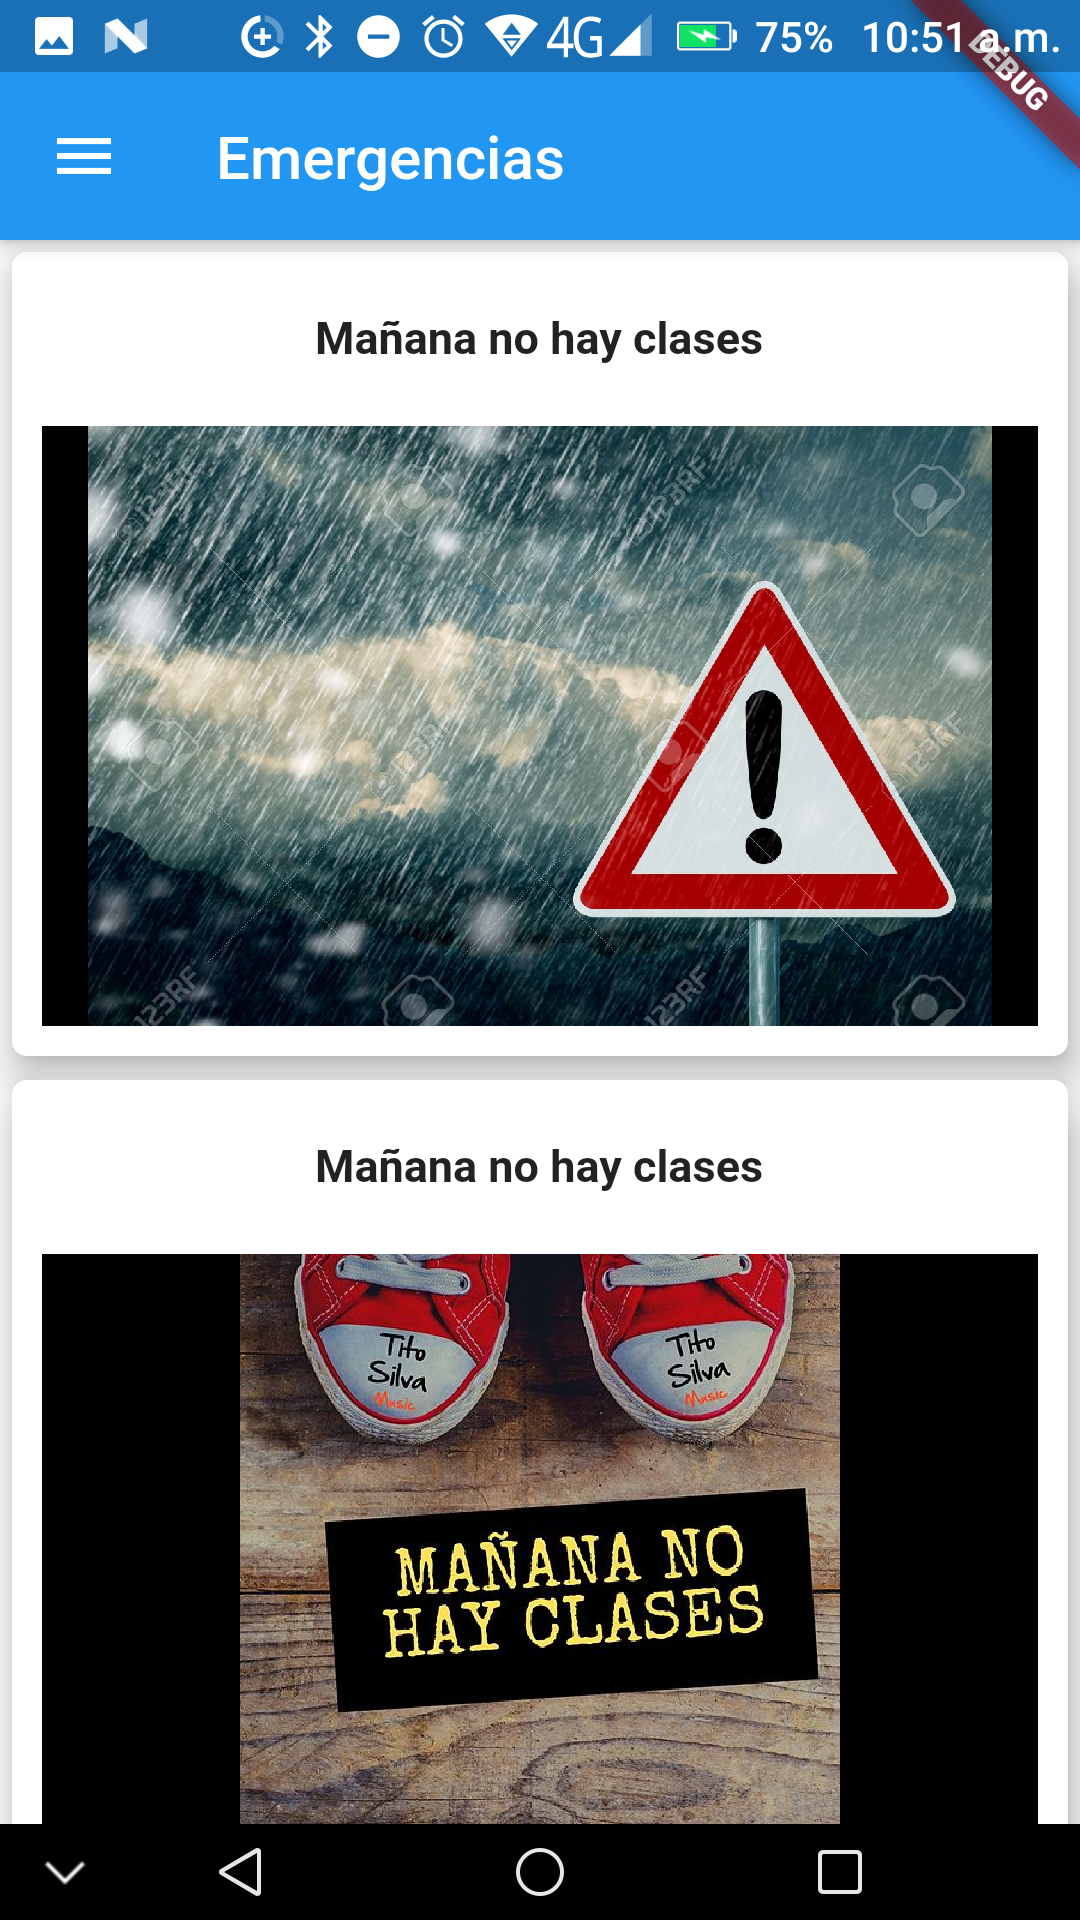 4G 75% 10:51 a.m.
DEBUG
Emergencias
Mañana no hay clases
123RF
123RF
123RF
123RF
123RF
123RF
Mañana no hay clases
Tito Silva Music
Tito Silva Music
MAÑANA NO
HAY CLASES